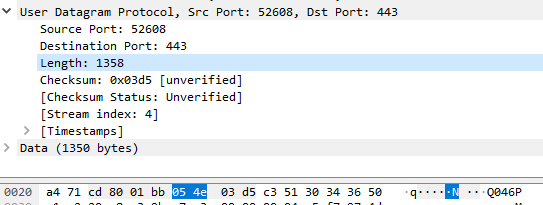 User Datagram Protocol, Src Port: 52608, Dst Port: 443
Source Port: 52608
Destination Port: 443
Length: 1358
Checksum: 0x03d5 [unverified]
[Checksum Status: Unverified]
[Stream index: 4]
[Timestamps]
Data (1350 bytes)
0020 a4 71 cd 80 01 bb 05 4e 03 d5 c3 51 30 34 36 50 ·q·····N ···Q046P